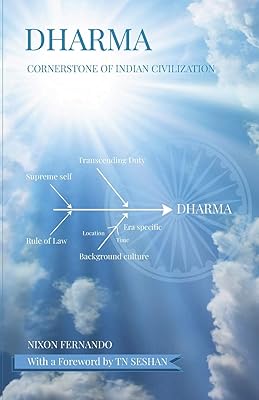 DHARMA
CORNERSTONE OF INDIAN CIVILIZATION
Transcending Duty
Supreme self
DHARMA
Era specific
Location
Time
Rule of Law
Background culture
NIXON FERNANDO
With a Foreword by TN SESHAN